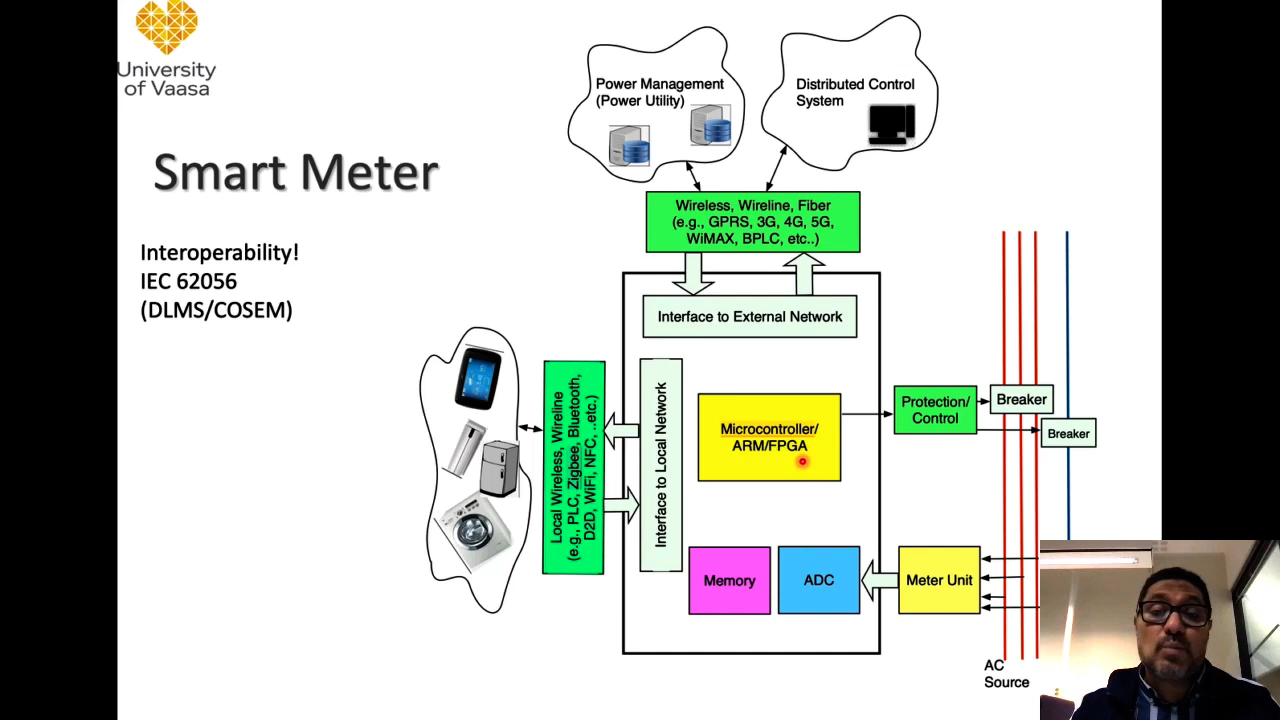 University
of Vaasa
Smart Meter
Interoperability!
IEC 62056
(DLMS/COSEM)
Power Management
(Power Utility)
Distributed Control
System
Wireless, Wireline, Fiber
(e.g., GPRS, 3G, 4G, 5G,
WiMAX, BPLC, etc..)
Interface to External Network
Local Wireless, Wireline
(e.g., PLC, Zigbee, Bluetooth,
D2D, WiFi, NFC, ..etc.)
Interface to Local Network
Microcontroller/
ARM/FPGA
Protection/
Control
Breaker
Breaker
Memory
ADC
Meter Unit
AC
Source